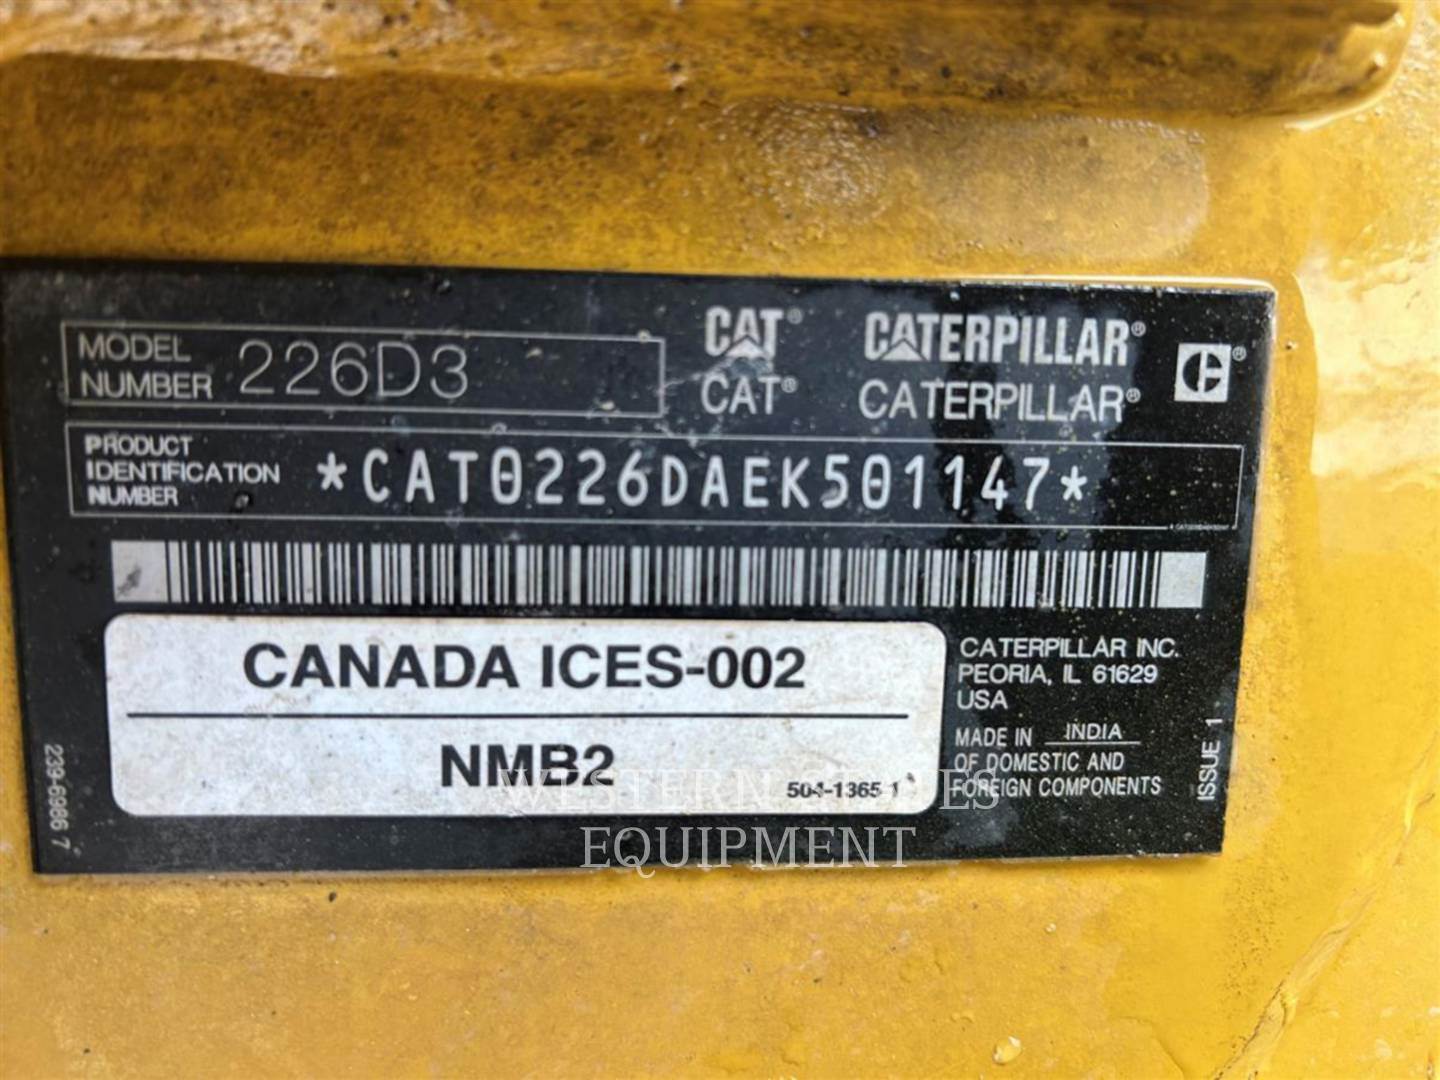 MODEL NUMBER 226D3
CAT® CATERPILLAR®
CAT® CATERPILLAR®
PRODUCT
IDENTIFICATION
NUMBER
*CAT0226DAEK501147*
CANADA ICES-002
NMB2
504-1365 1
CATERPILLAR INC.
PEORIA, IL 61629
USA
MADE IN INDIA
OF DOMESTIC AND
FOREIGN COMPONENTS
ISSUE 1
239-6986 7
WESTERN STATES
EQUIPMENT